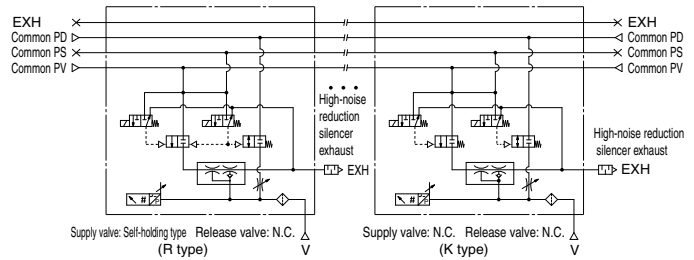 EXH
Common PD
Common PS
Common PV
EXH
Common PD
Common PS
Common PV
High-noise
reduction
silencer
exhaust
EXH
High-noise reduction
silencer exhaust
EXH
#
#
Supply valve: Self-holding type Release valve: N.C.
(R type)
V
Supply valve: N.C. Release valve: N.C.
(K type)
V